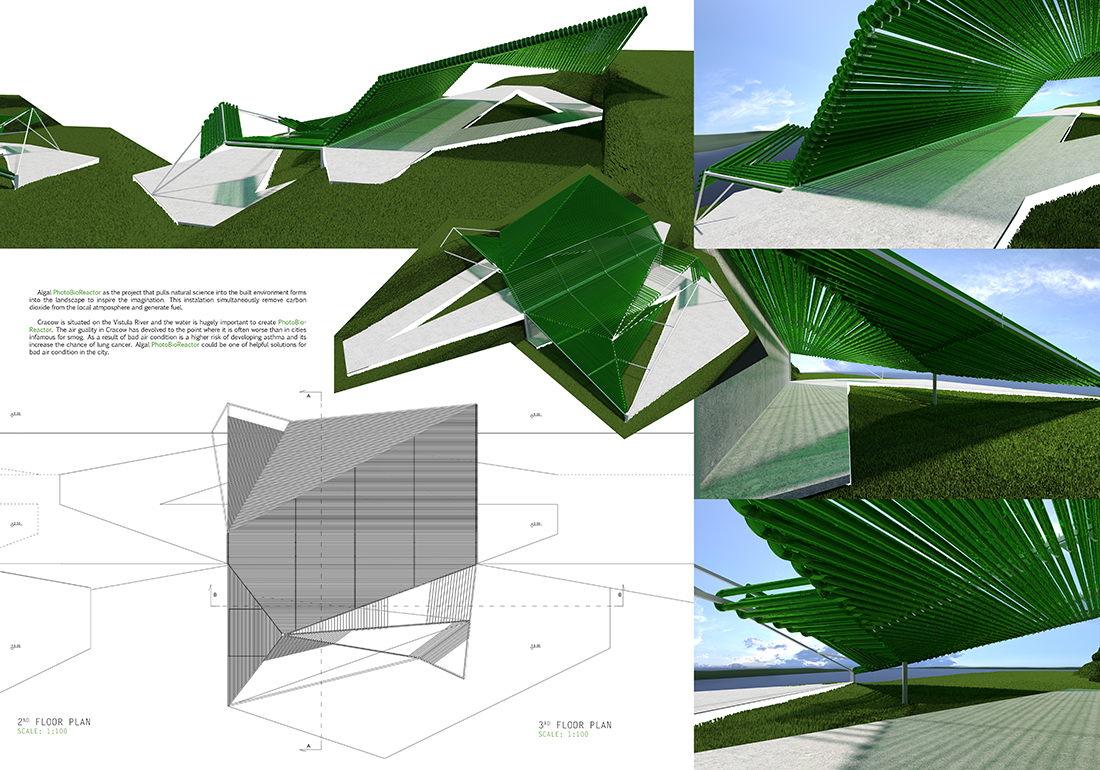 Algal PhotoBioReactor as the project that pulls natural science into the built environment forms
into the landscape to inspire the imagination. This instalation simultaneously remove carbon
dioxide from the local atmposphere and generate fuel.
Cracow is situated on the Vistula River and the water is hugely important to create PhotoBio-
Reactor. The air guality in Cracow has devolved to the point where it is often worse than in cities
infamous for smog. As a result of bad air condition is a higher risk of developing asthma and its
increase the chance of lung cancer. Algal PhotoBioReactor could be one of helpful solutions for
bad air condition in the city.
A
B
B
A
2ND FLOOR PLAN
SCALE: 1:100
3RD FLOOR PLAN
SCALE: 1:100